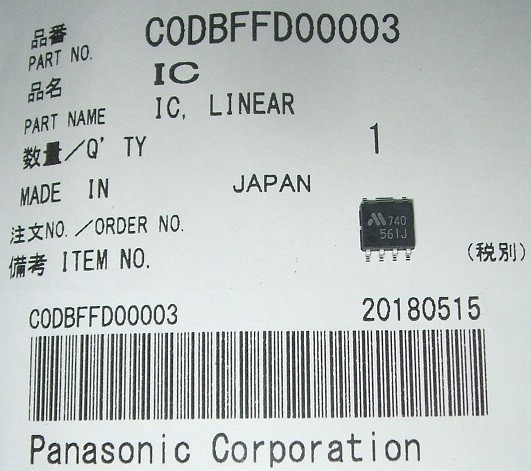 品番 C0DBFFD00003
PART NO.
品名 IC
PART NAME IC, LINEAR
数量/Q'TY 1
MADE IN JAPAN
740
561J
注文NO./ORDER NO.
備考 ITEM NO. (税別)
C0DBFFD00003 20180515
Panasonic Corporation